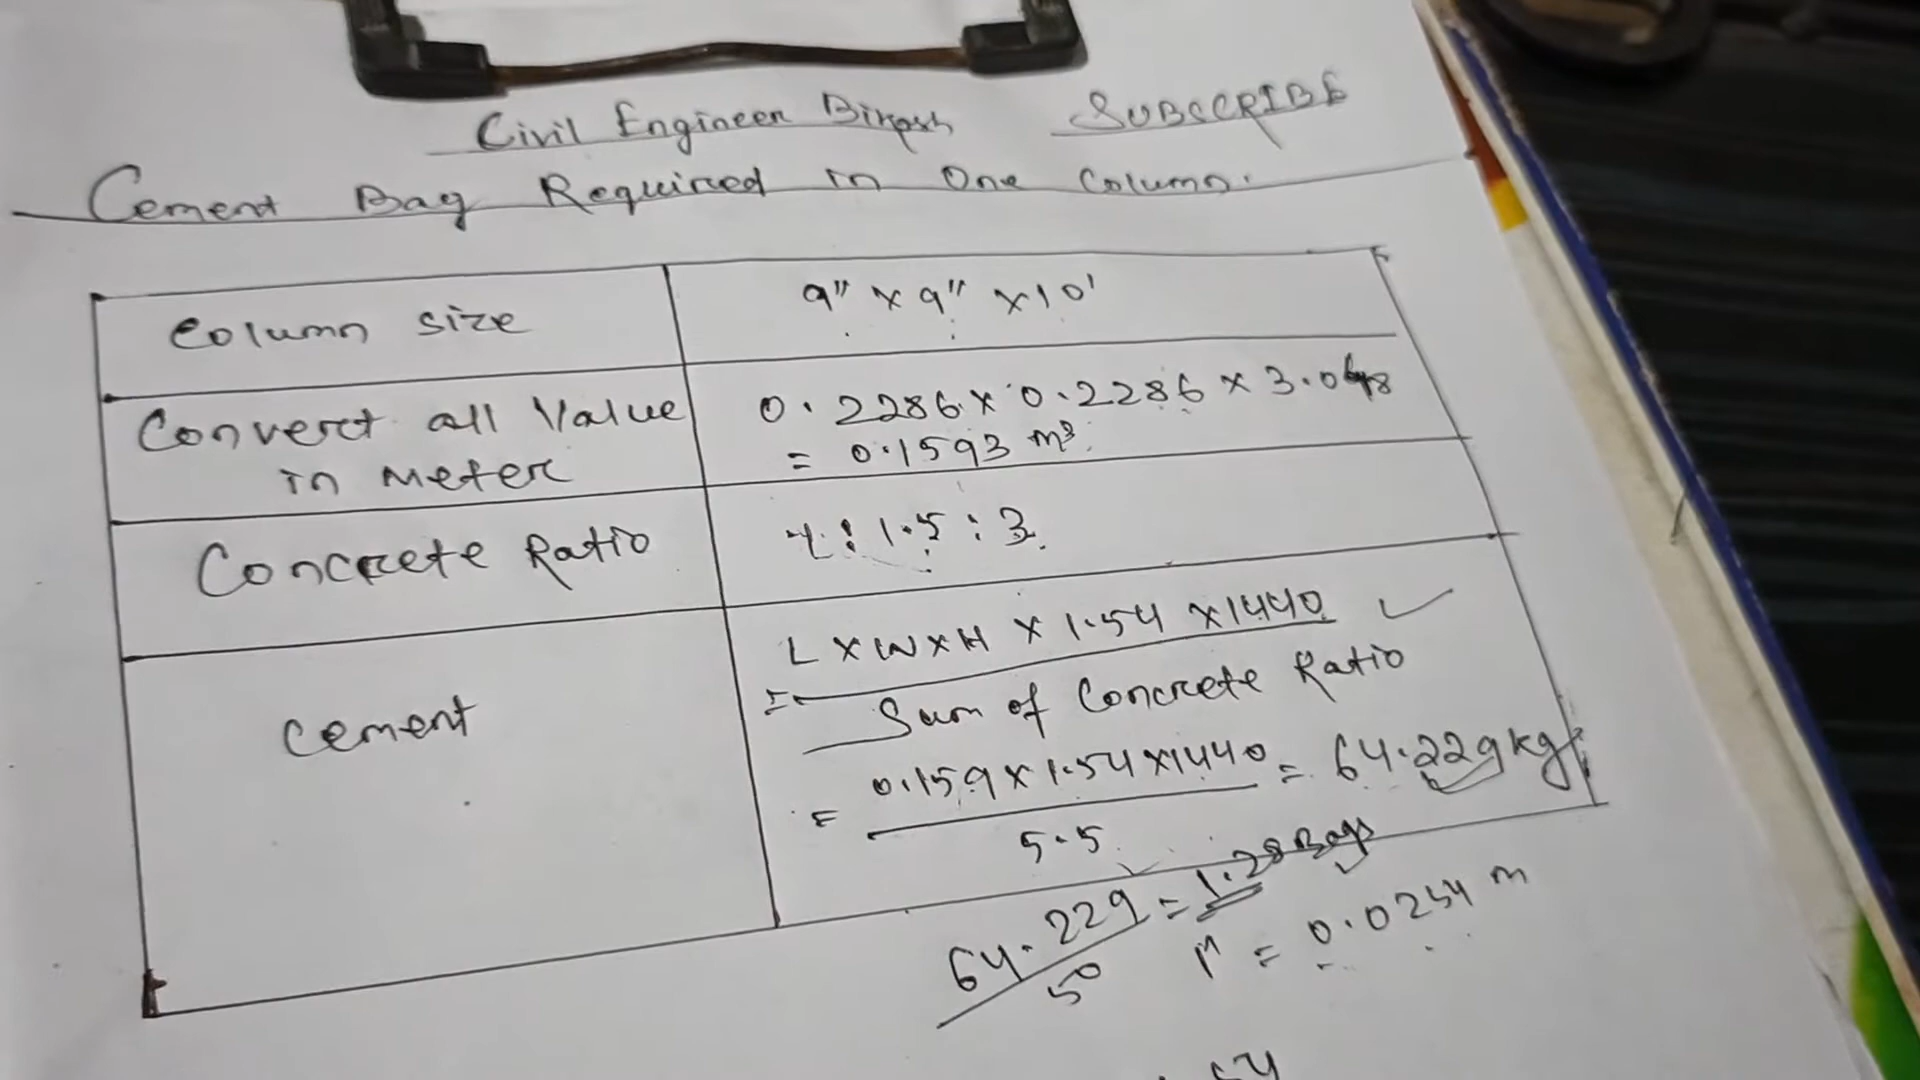 Civil Engineer Birash SUBSCRIBE
Cement Bag Required in One Column.
Column size 9" x 9" x 10'
Convert all Value in Meter 0.2286 x 0.2286 x 3.048
= 0.1593 m³
Concrete Ratio 1 : 1.5 : 3
Cement = L x W x H x 1.54 x 1440
Sum of Concrete Ratio
= 0.159 x 1.54 x 1440 = 64.229 kg
5.5
64.229 = 1.28 Bags
50
1" = 0.0254 m